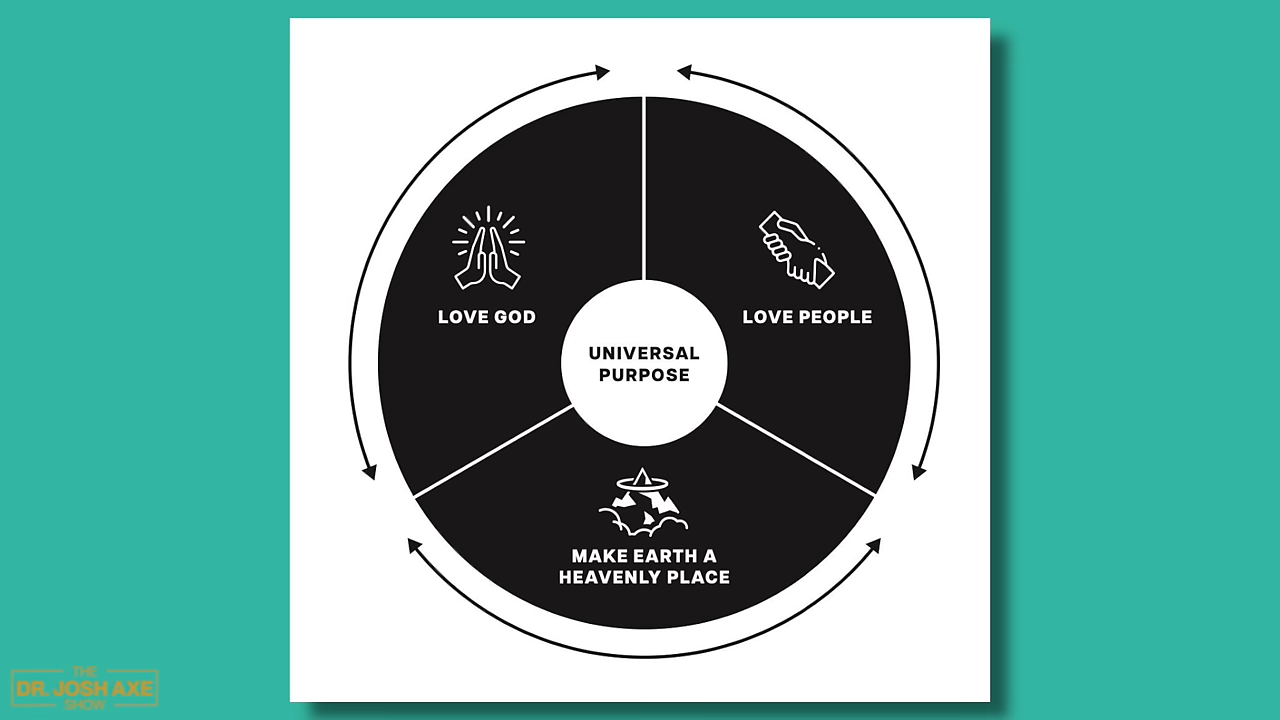 LOVE GOD
LOVE PEOPLE
UNIVERSAL
PURPOSE
MAKE EARTH A
HEAVENLY PLACE
THE
DR. JOSH AXE
SHOW